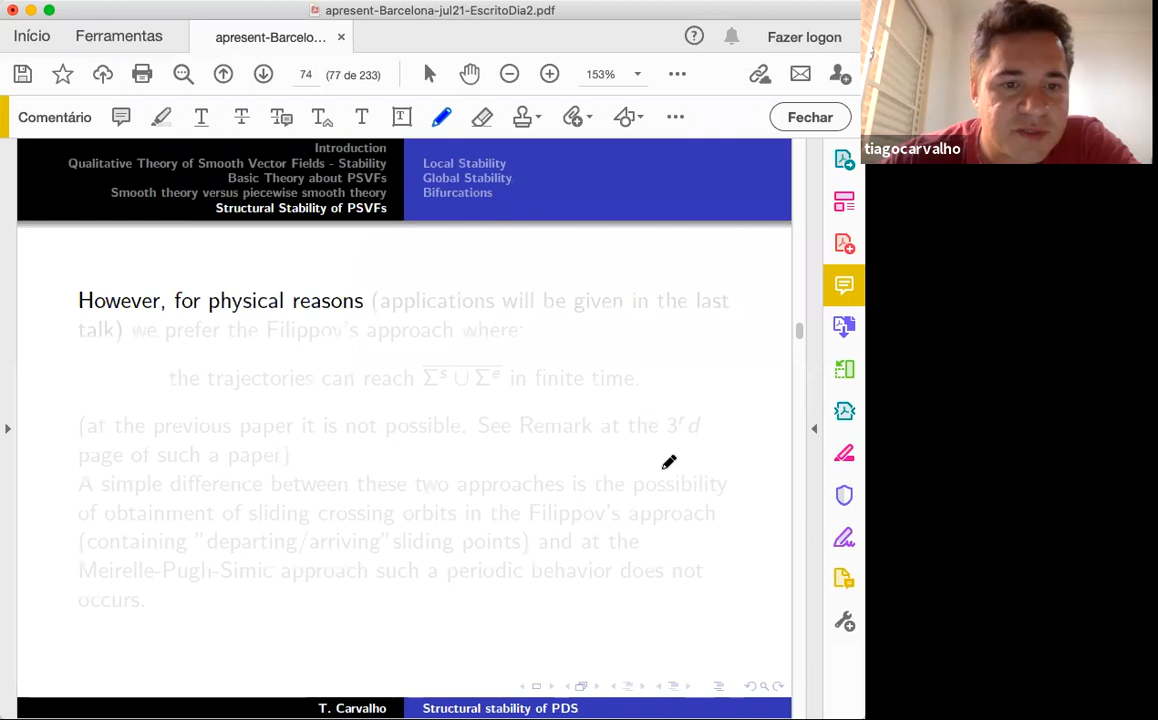 apresent-Barcelona-jul21-EscritoDia2.pdf
Início Ferramentas apresent-Barcelo... × Fazer logon
74 (77 de 233) 153%
Comentário Fechar
tiagocarvalho
Introduction
Qualitative Theory of Smooth Vector Fields - Stability
Basic Theory about PSVFs
Smooth theory versus piecewise smooth theory
Structural Stability of PSVFs
Local Stability
Global Stability
Bifurcations
However, for physical reasons (applications will be given in the last
talk) we prefer the Filippov's approach where:
the trajectories can reach Σˢ ∪ Σᵉ in finite time.
(at the previous paper it is not possible. See Remark at the 3ʳd
page of such a paper)
A simple difference between these two approaches is the possibility
of obtainment of sliding crossing orbits in the Filippov's approach
(containing "departing/arriving"sliding points) and at the
Meirelle-Pugh-Simic approach such a periodic behavior does not
occurs.
T. Carvalho Structural stability of PDS